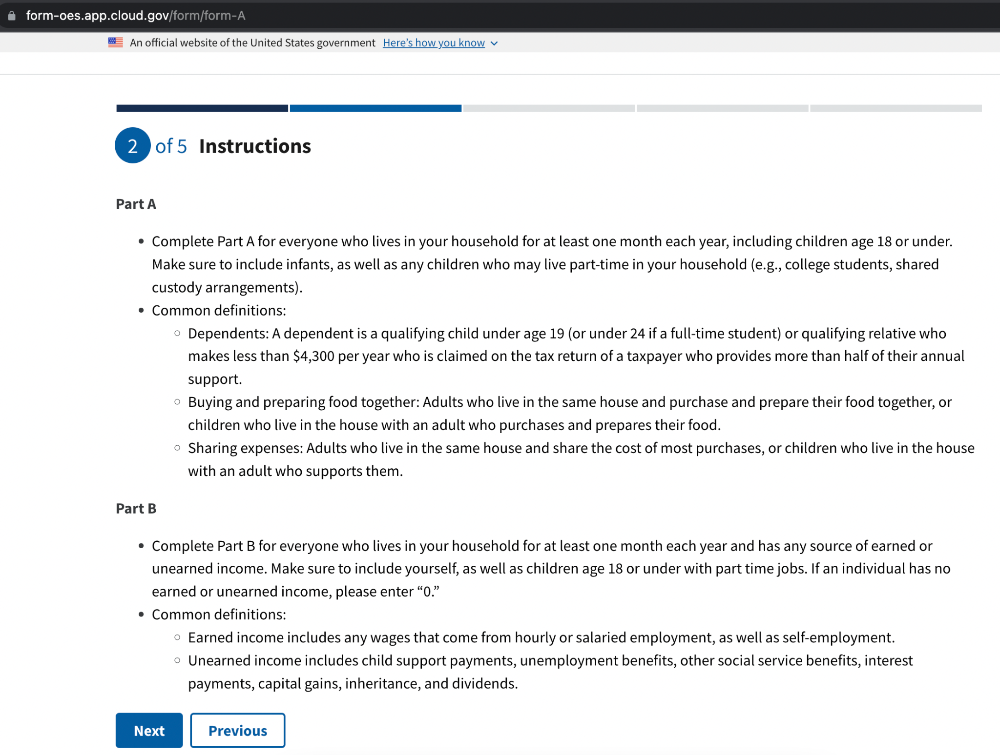 form-oes.app.cloud.gov/form/form-A
An official website of the United States government Here’s how you know
2 of 5 Instructions
Part A
• Complete Part A for everyone who lives in your household for at least one month each year, including children age 18 or under.
Make sure to include infants, as well as any children who may live part-time in your household (e.g., college students, shared
custody arrangements).
• Common definitions:
○ Dependents: A dependent is a qualifying child under age 19 (or under 24 if a full-time student) or qualifying relative who
makes less than $4,300 per year who is claimed on the tax return of a taxpayer who provides more than half of their annual
support.
○ Buying and preparing food together: Adults who live in the same house and purchase and prepare their food together, or
children who live in the house with an adult who purchases and prepares their food.
○ Sharing expenses: Adults who live in the same house and share the cost of most purchases, or children who live in the house
with an adult who supports them.
Part B
• Complete Part B for everyone who lives in your household for at least one month each year and has any source of earned or
unearned income. Make sure to include yourself, as well as children age 18 or under with part time jobs. If an individual has no
earned or unearned income, please enter “0.”
• Common definitions:
○ Earned income includes any wages that come from hourly or salaried employment, as well as self-employment.
○ Unearned income includes child support payments, unemployment benefits, other social service benefits, interest
payments, capital gains, inheritance, and dividends.
Next Previous